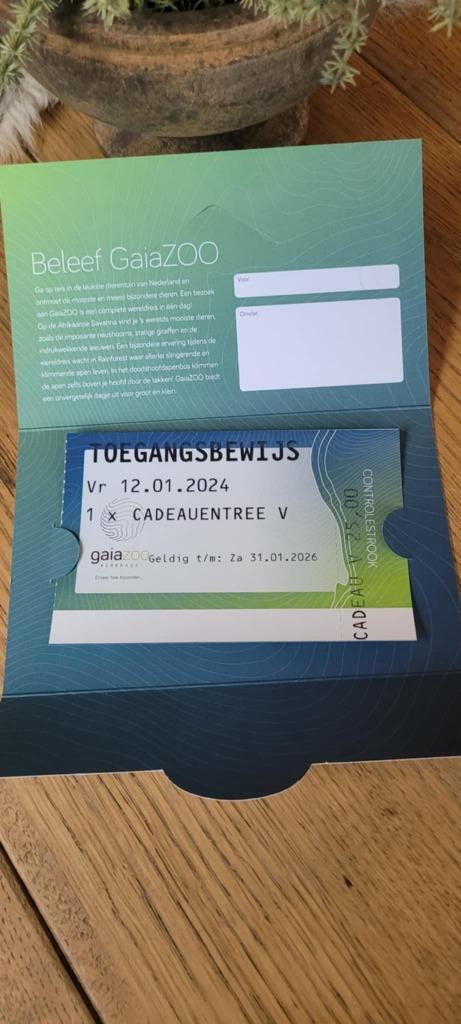 Beleef GaiaZOO
Ga op reis in de leukste dierentuin van Nederland en
ontmoet de mooiste en meest bijzondere dieren. Een bezoek
aan GaiaZOO is een complete wereldreis in één dag!
Op de Afrikaanse Savanna vind je 's werelds mooiste dieren,
zoals de imposante neushoorns, statige giraffen en de
indrukwekkende leeuwen. Een bijzondere ervaring tijdens de
wereldreis wacht in Rainforest waar allerlei slingerende en
klimmende apen leven. In het doodshoofdapenbos klimmen
de apen zelfs boven je hoofd door de takken! GaiaZOO biedt
een onvergetelijk dagje uit voor groot en klein.
Voor:
Omdat:
TOEGANGSBEWIJS
Vr 12.01.2024
1 x CADEAUENTREE V
gaiazoo
KERKRADE
Geldig t/m: Za 31.01.2026
CONTROLESTROOK
CADEAU V 25,00